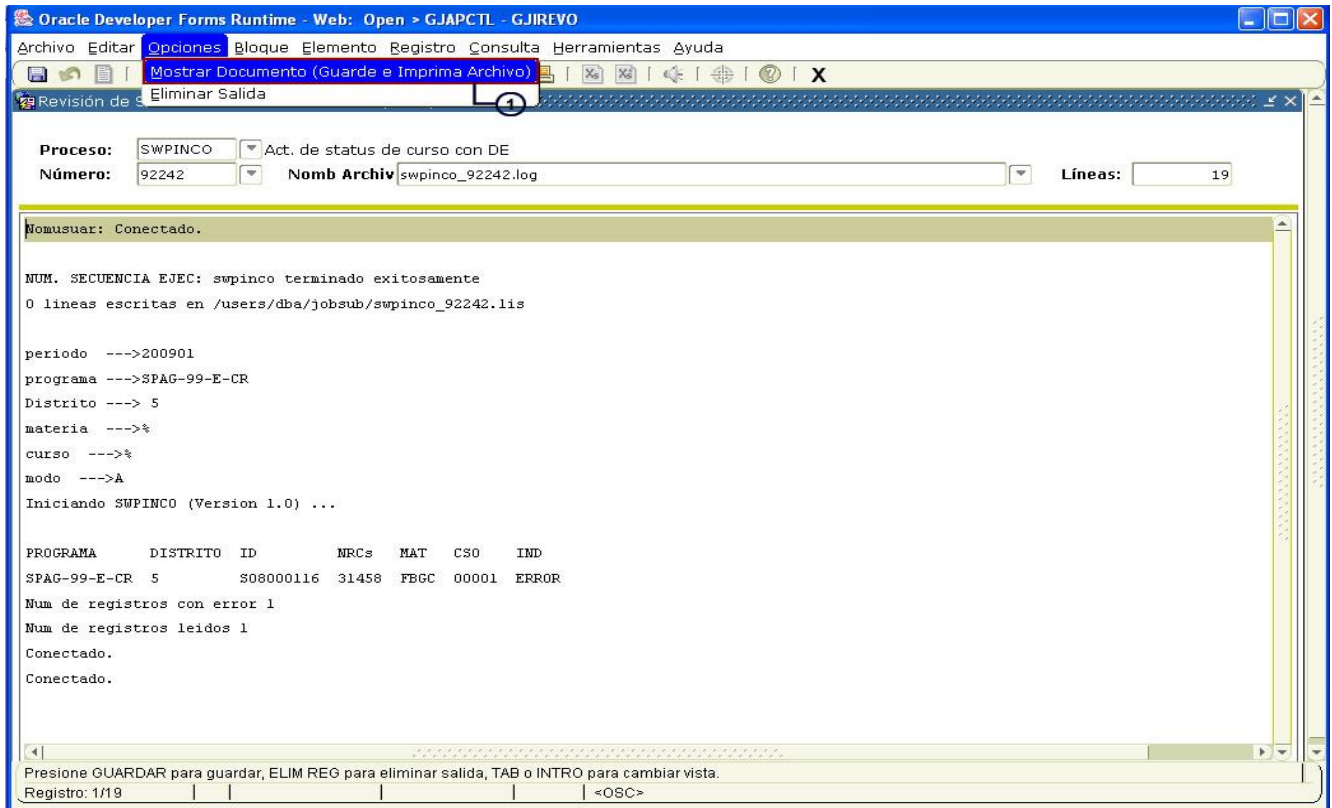 Oracle Developer Forms Runtime - Web: Open > GJAPCTL - GJIREVO
Archivo Editar Opciones Bloque Elemento Registro Consulta Herramientas Ayuda
Mostrar Documento (Guarde e Imprima Archivo)
X
Revisión de S
Eliminar Salida
1
Proceso: SWPINCO Act. de status de curso con DE
Número: 92242 Nomb Archiv swpinco_92242.log Líneas: 19
Nomusuar: Conectado.
NUM. SECUENCIA EJEC: swpinco terminado exitosamente
0 lineas escritas en /users/dba/jobsub/swpinco_92242.lis
periodo --->200901
programa --->SPAG-99-E-CR
Distrito ---> 5
materia --->%
curso --->%
modo --->A
Iniciando SWPINCO (Version 1.0) ...
PROGRAMA DISTRITO ID NRCs MAT CSO IND
SPAG-99-E-CR 5 S08000116 31458 FBGC 00001 ERROR
Num de registros con error 1
Num de registros leidos 1
Conectado.
Conectado.
Presione GUARDAR para guardar, ELIM REG para eliminar salida, TAB o INTRO para cambiar vista.
Registro: 1/19 <OSC>